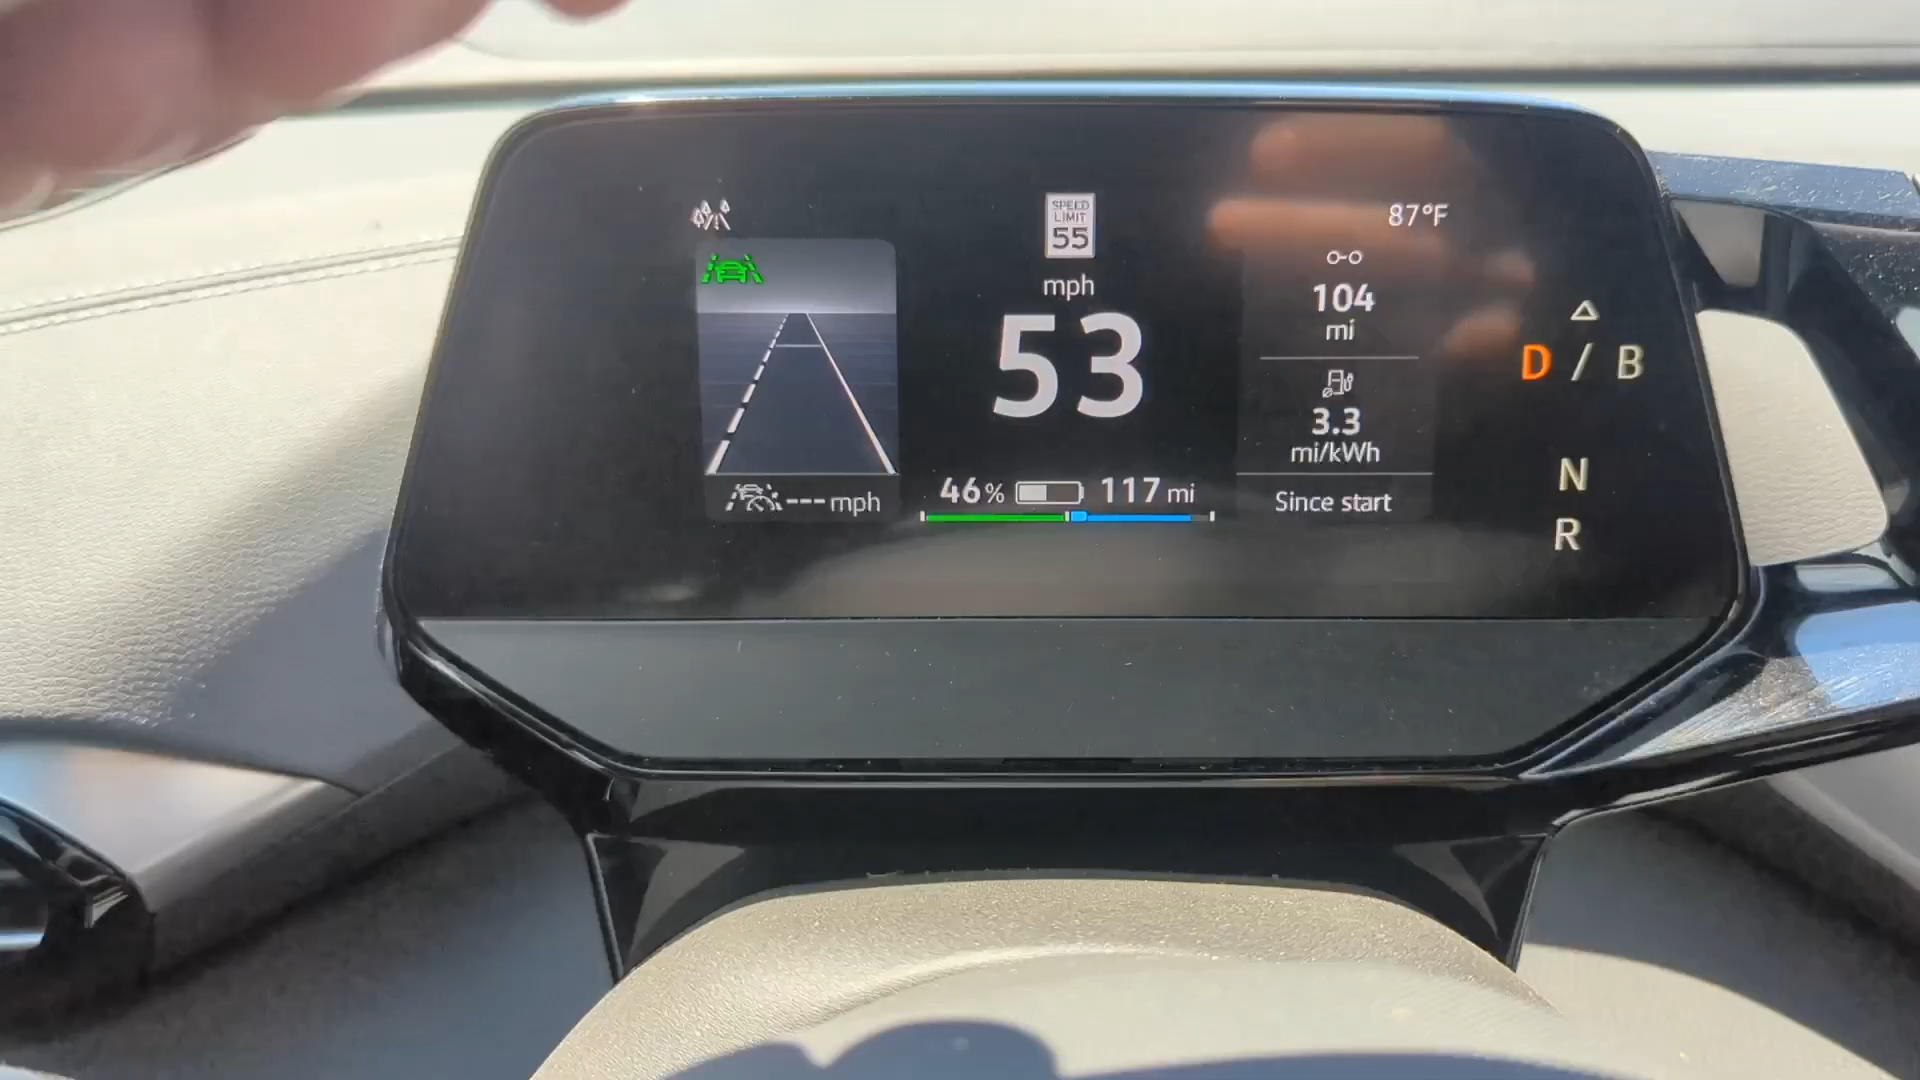 SPEED
LIMIT
55
87°F
mph
53
104
mi
3.3
mi/kWh
Since start
--- mph
46% 117 mi
D / B
N
R